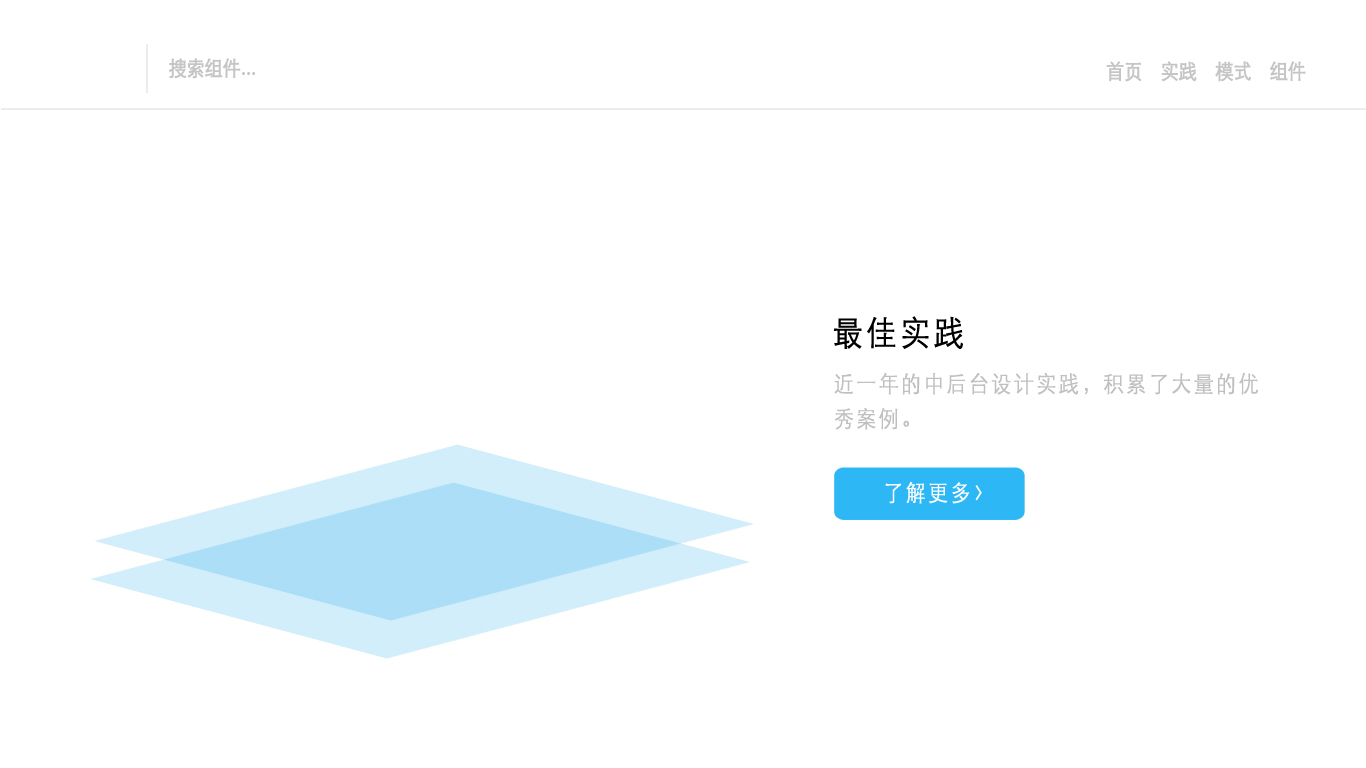 搜索组件...
首页 实践 模式 组件
最佳实践
近一年的中后台设计实践，积累了大量的优
秀案例。
了解更多>